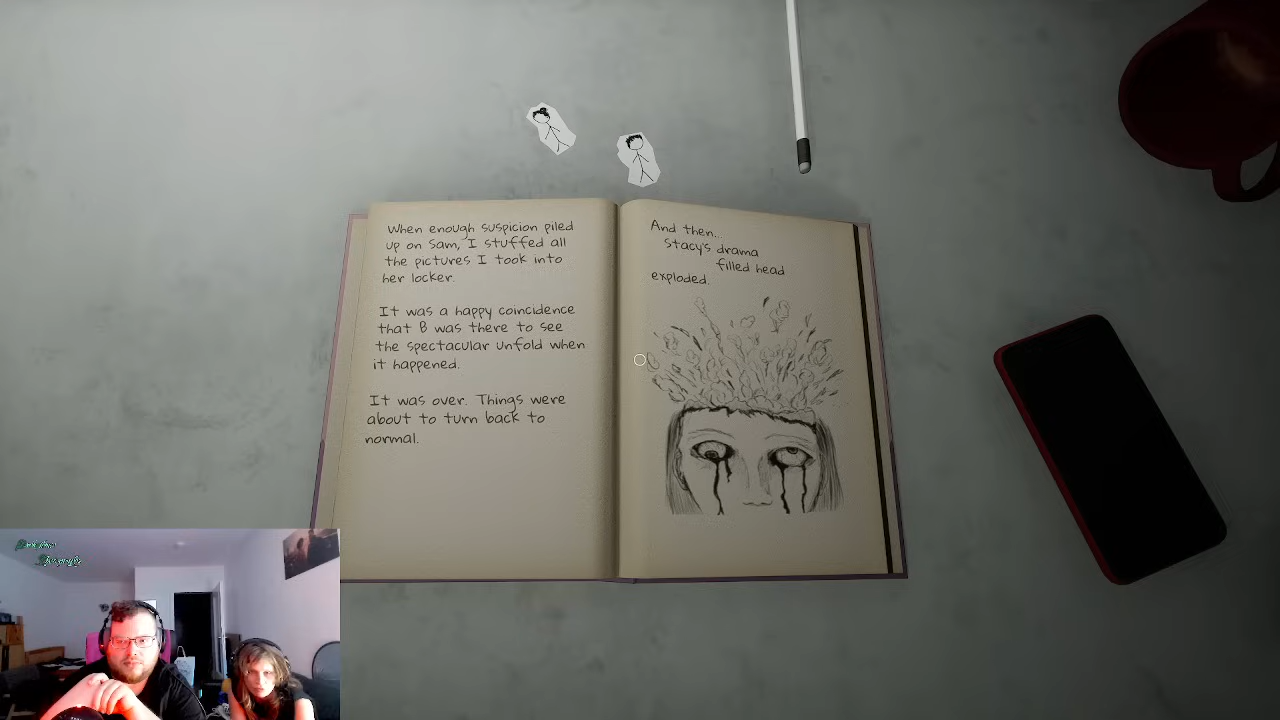 When enough suspicion piled
up on Sam, I stuffed all
the pictures I took into
her locker.
It was a happy coincidence
that B was there to see
the spectacular unfold when
it happened.
It was over. Things were
about to turn back to
normal.
And then...
Stacy's drama
filled head
exploded.